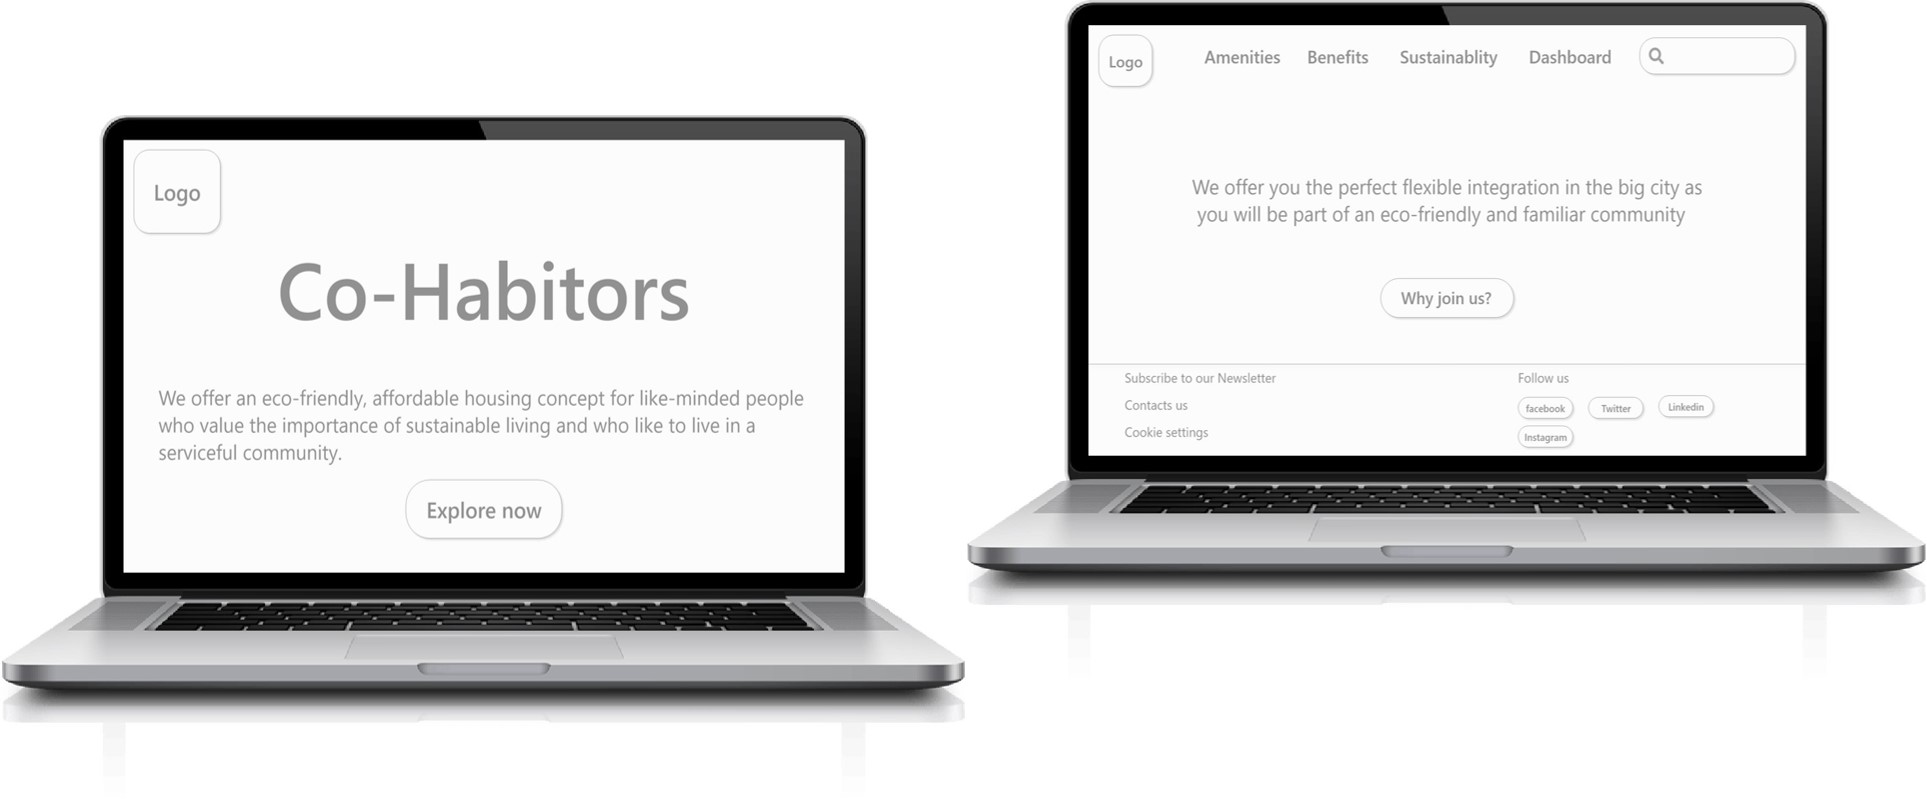 Logo
Co-Habitors
We offer an eco-friendly, affordable housing concept for like-minded people
who value the importance of sustainable living and who like to live in a
serviceful community.
Explore now
Logo
Amenities Benefits Sustainablity Dashboard
We offer you the perfect flexible integration in the big city as
you will be part of an eco-friendly and familiar community
Why join us?
Subscribe to our Newsletter
Contacts us
Cookie settings
Follow us
facebook Twitter Linkedin
Instagram